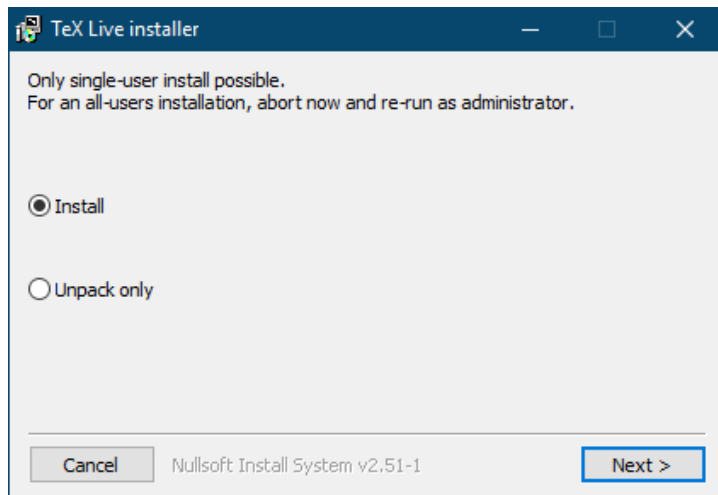 TeX Live installer
Only single-user install possible.
For an all-users installation, abort now and re-run as administrator.
Install
Unpack only
Cancel Nullsoft Install System v2.51-1 Next >